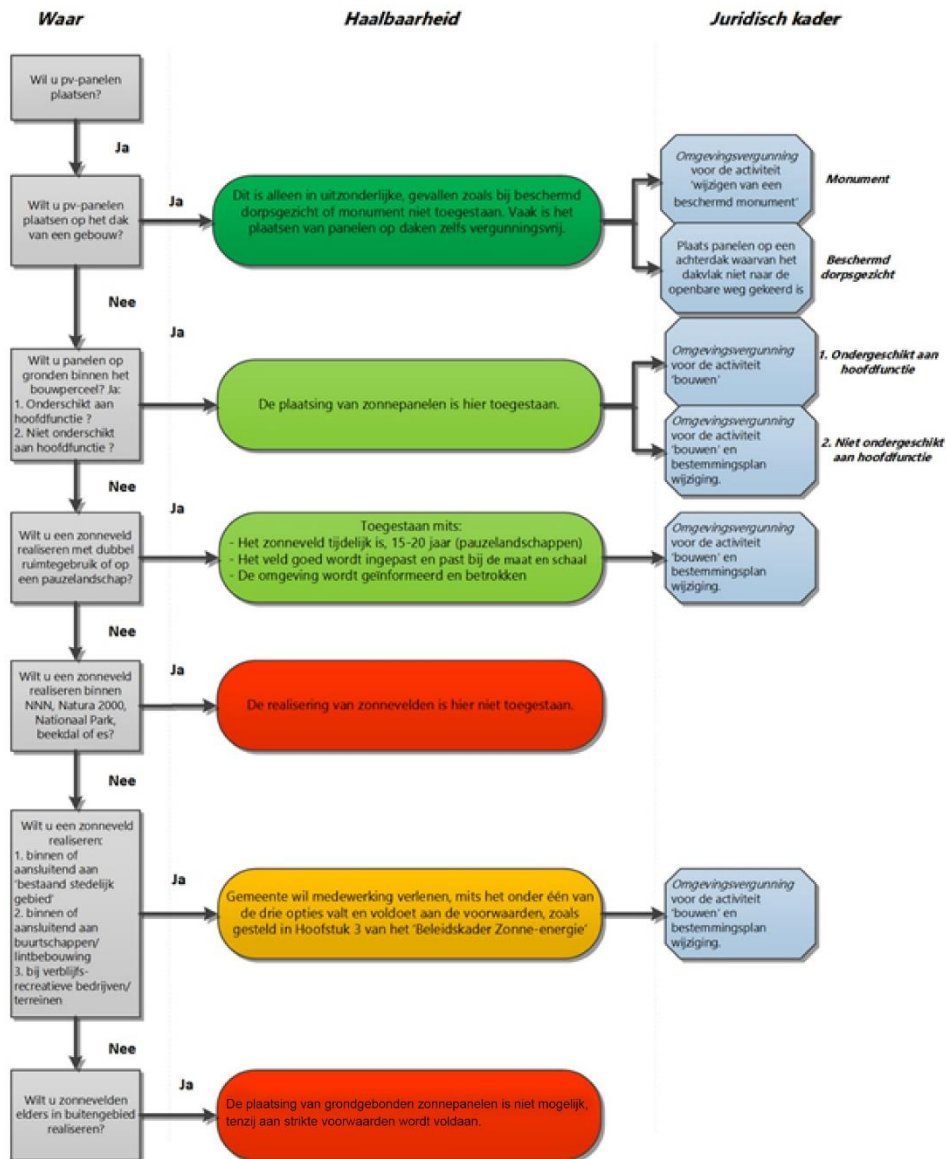 Waar
Haalbaarheid
Juridisch kader
Wil u pv-panelen
plaatsen?
Ja
Wilt u pv-panelen
plaatsen op het dak
van een gebouw?
Ja
Dit is alleen in uitzonderlijke, gevallen zoals bij beschermd
dorpsgezicht of monument niet toegestaan. Vaak is het
plaatsen van panelen op daken zelfs vergunningsvrij.
Omgevingsvergunning
voor de activiteit
'wijzigen van een
beschermd monument'
Monument
Plaats panelen op een
achterdak waarvan het
dakvlak niet naar de
openbare weg gekeerd is
Beschermd
dorpsgezicht
Nee
Wilt u panelen op
gronden binnen het
bouwperceel? Ja:
1. Onderschikt aan
hoofdfunctie ?
2. Niet onderschikt
aan hoofdfunctie ?
Ja
De plaatsing van zonnepanelen is hier toegestaan.
Omgevingsvergunning
voor de activiteit
'bouwen'
1. Ondergeschikt aan
hoofdfunctie
Omgevingsvergunning
voor de activiteit
'bouwen' en
bestemmingsplan
wijziging.
2. Niet ondergeschikt
aan hoofdfunctie
Nee
Wilt u een zonneveld
realiseren met dubbel
ruimtegebruik of op
een pauzelandschap?
Ja
Toegestaan mits:
- Het zonneveld tijdelijk is, 15-20 jaar (pauzelandschappen)
- Het veld goed wordt ingepast en past bij de maat en schaal
- De omgeving wordt geïnformeerd en betrokken
Omgevingsvergunning
voor de activiteit
'bouwen' en
bestemmingsplan
wijziging.
Nee
Wilt u een zonneveld
realiseren binnen
NNN, Natura 2000,
Nationaal Park,
beekdal of es?
Ja
De realisering van zonnevelden is hier niet toegestaan.
Nee
Wilt u een zonneveld
realiseren:
1. binnen of
aansluitend aan
'bestaand stedelijk
gebied'
2. binnen of
aansluitend aan
buurtschappen/
lintbebouwing
3. bij verblijfs-
recreatieve bedrijven/
terreinen
Ja
Gemeente wil medewerking verlenen, mits het onder één van
de drie opties valt en voldoet aan de voorwaarden, zoals
gesteld in Hoofstuk 3 van het 'Beleidskader Zonne-energie'
Omgevingsvergunning
voor de activiteit
'bouwen' en
bestemmingsplan
wijziging.
Nee
Wilt u zonnevelden
elders in buitengebied
realiseren?
Ja
De plaatsing van grondgebonden zonnepanelen is niet mogelijk,
tenzij aan strikte voorwaarden wordt voldaan.